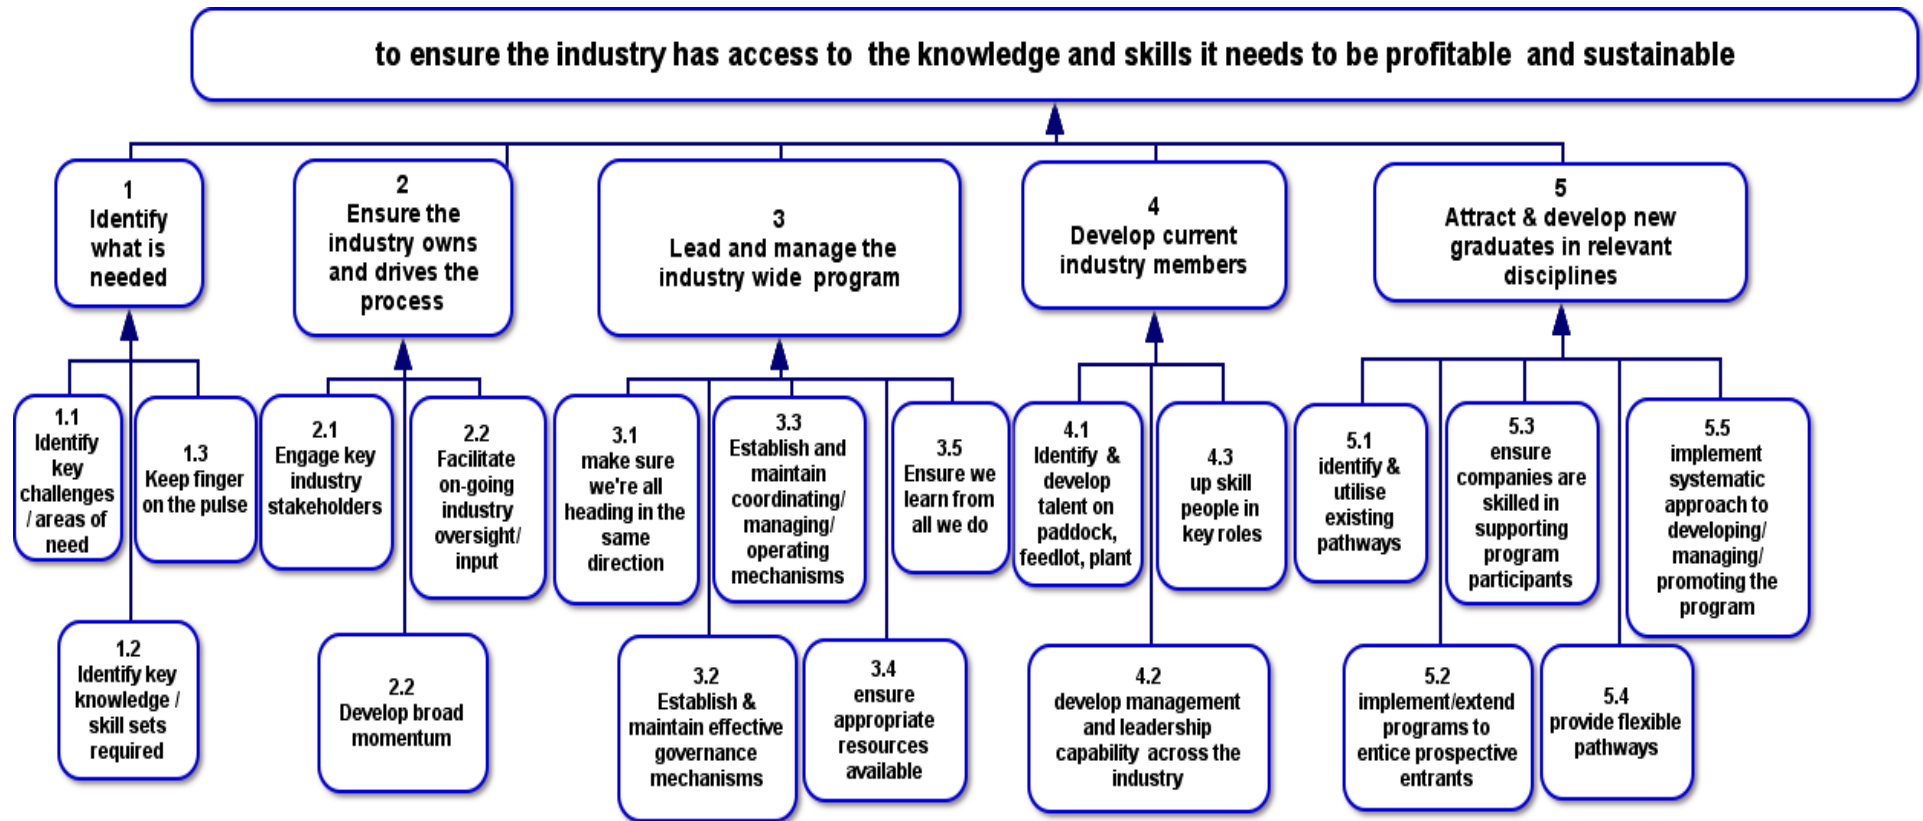 to ensure the industry has access to the knowledge and skills it needs to be profitable and sustainable
1
Identify
what is
needed
2
Ensure the
industry owns
and drives the
process
3
Lead and manage the
industry wide program
4
Develop current
industry members
5
Attract & develop new
graduates in relevant
disciplines
1.1
Identify
key
challenges
/ areas of
need
1.3
Keep finger
on the pulse
2.1
Engage key
industry
stakeholders
2.2
Facilitate
on-going
industry
oversight/
input
3.1
make sure
we're all
heading in the
same
direction
3.3
Establish and
maintain
coordinating/
managing/
operating
mechanisms
3.5
Ensure we
learn from
all we do
4.1
Identify &
develop
talent on
paddock,
feedlot, plant
4.3
up skill
people in
key roles
5.1
identify &
utilise
existing
pathways
5.3
ensure
companies are
skilled in
supporting
program
participants
5.5
implement
systematic
approach to
developing/
managing/
promoting the
program
1.2
Identify key
knowledge /
skill sets
required
2.2
Develop broad
momentum
3.2
Establish &
maintain effective
governance
mechanisms
3.4
ensure
appropriate
resources
available
4.2
develop management
and leadership
capability across the
industry
5.2
implement/extend
programs to
entice prospective
entrants
5.4
provide flexible
pathways